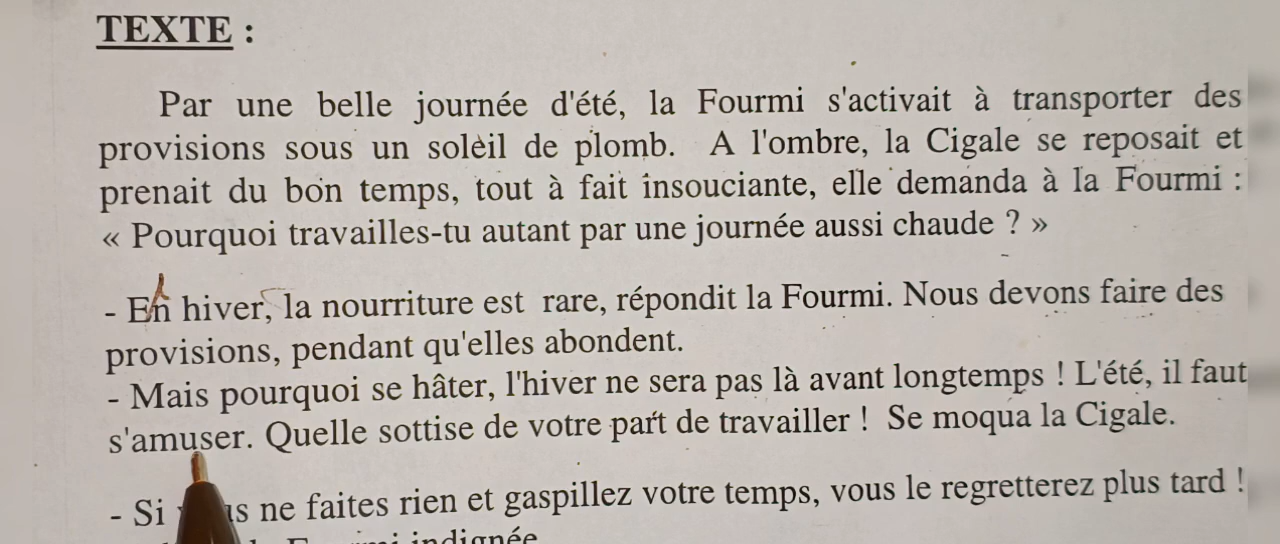 TEXTE :
Par une belle journée d'été, la Fourmi s'activait à transporter des
provisions sous un soleil de plomb. A l'ombre, la Cigale se reposait et
prenait du bon temps, tout à fait insouciante, elle demanda à la Fourmi :
« Pourquoi travailles-tu autant par une journée aussi chaude ? »
- En hiver, la nourriture est rare, répondit la Fourmi. Nous devons faire des
provisions, pendant qu'elles abondent.
- Mais pourquoi se hâter, l'hiver ne sera pas là avant longtemps ! L'été, il faut
s'amuser. Quelle sottise de votre part de travailler ! Se moqua la Cigale.
- Si ne faites rien et gaspillez votre temps, vous le regretterez plus tard !
indignée